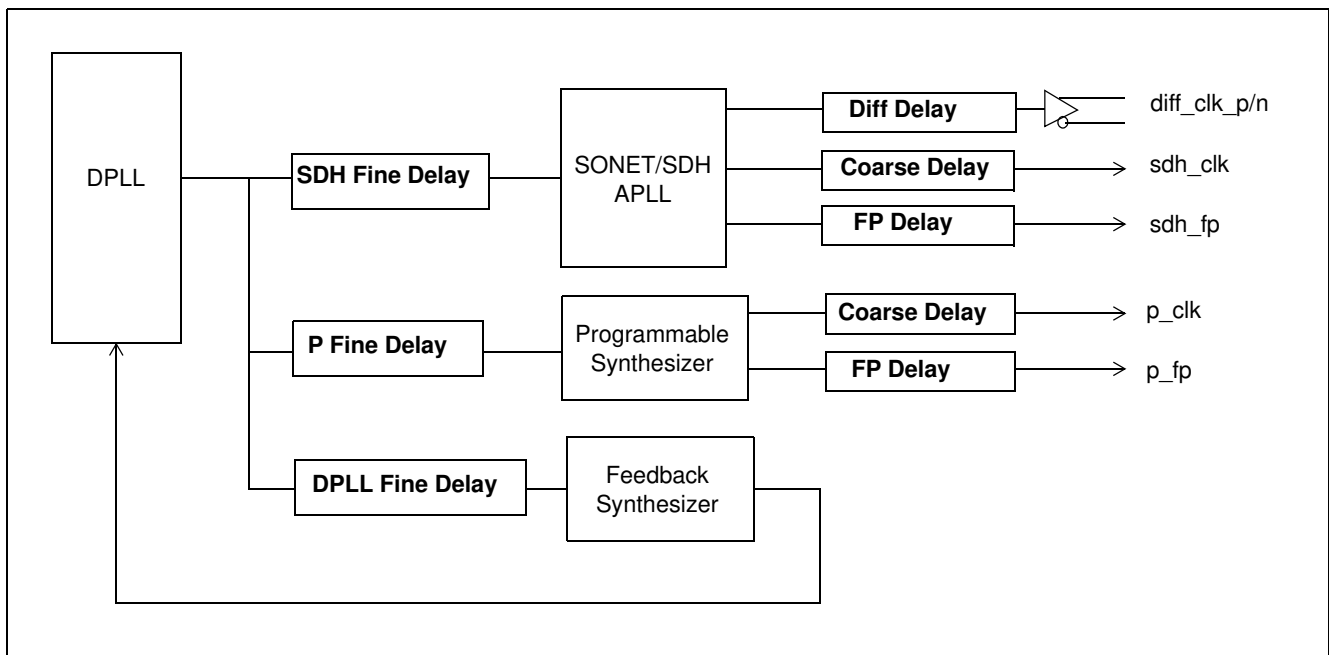 DPLL
SDH Fine Delay
SONET/SDH
APLL
Diff Delay
diff_clk_p/n
Coarse Delay
sdh_clk
FP Delay
sdh_fp
P Fine Delay
Programmable
Synthesizer
Coarse Delay
p_clk
FP Delay
p_fp
DPLL Fine Delay
Feedback
Synthesizer